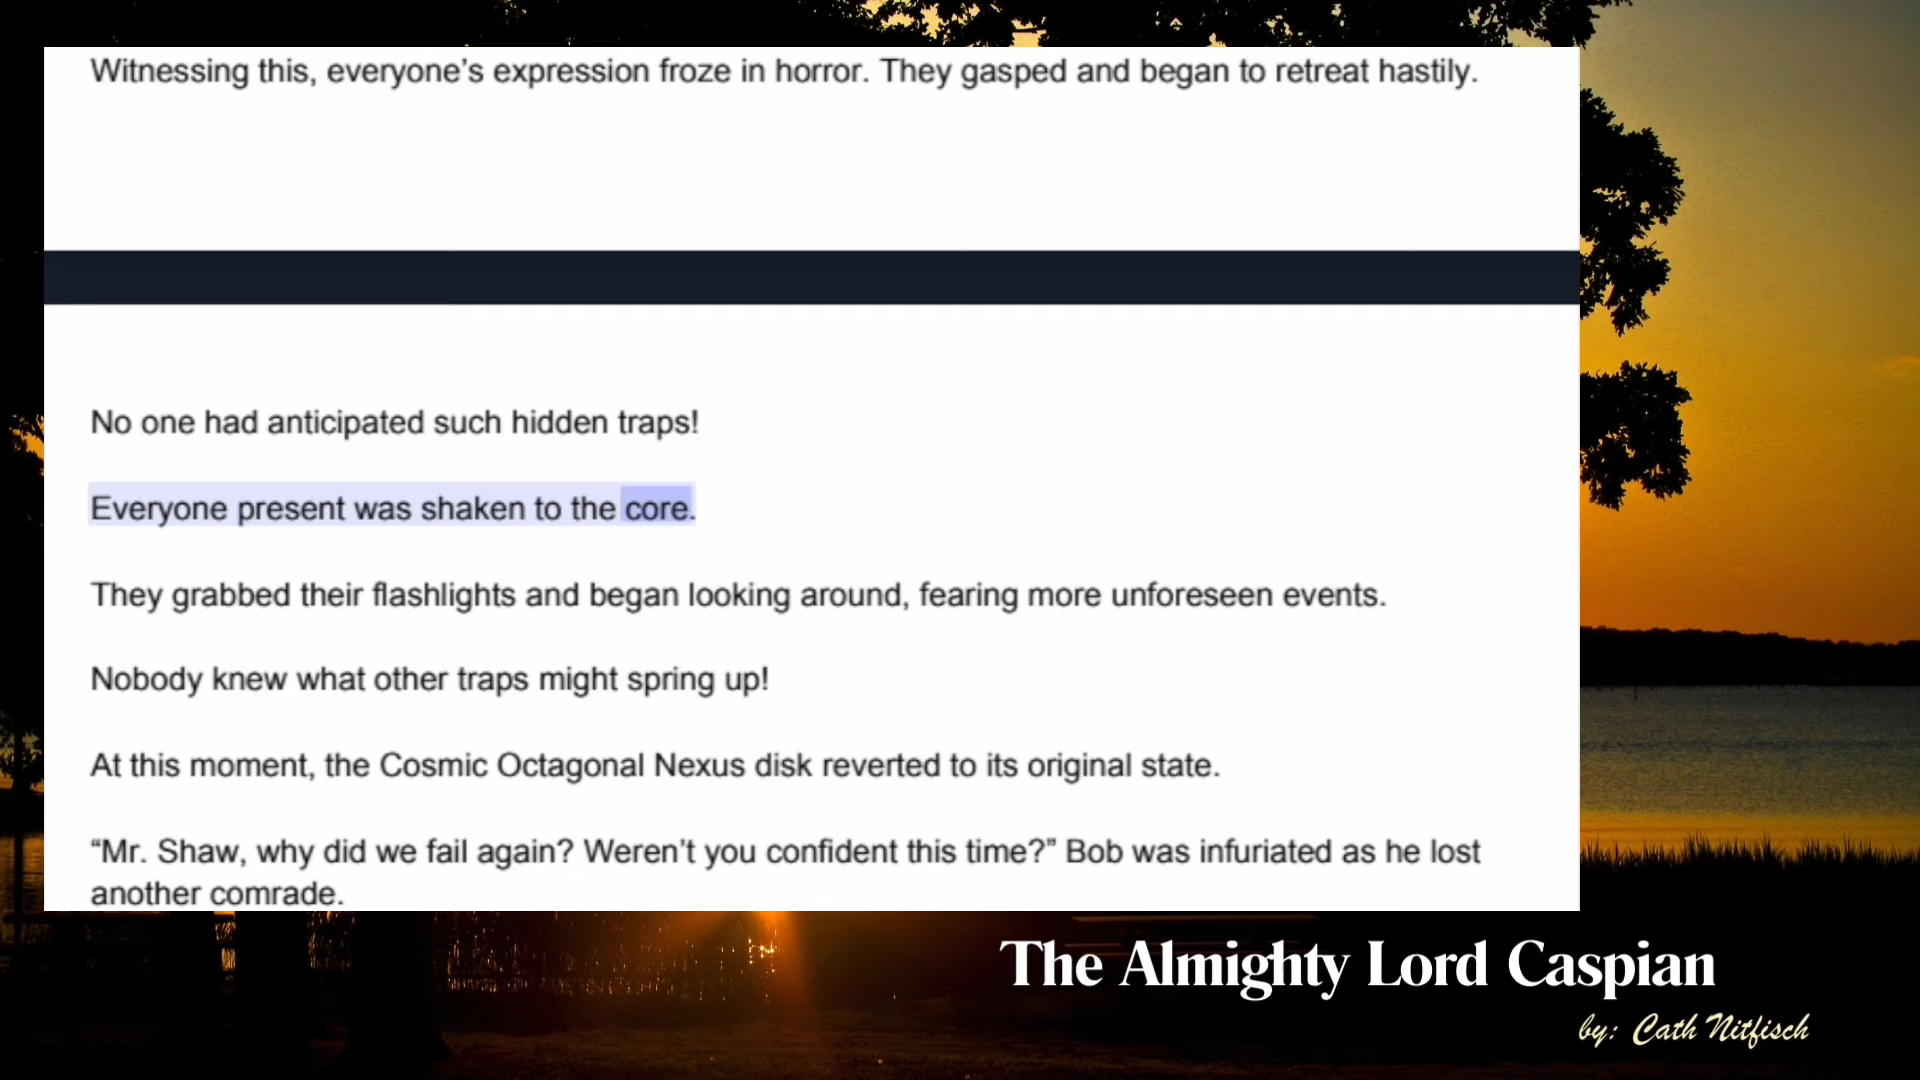 Witnessing this, everyone’s expression froze in horror. They gasped and began to retreat hastily.
No one had anticipated such hidden traps!
Everyone present was shaken to the core.
They grabbed their flashlights and began looking around, fearing more unforeseen events.
Nobody knew what other traps might spring up!
At this moment, the Cosmic Octagonal Nexus disk reverted to its original state.
“Mr. Shaw, why did we fail again? Weren’t you confident this time?” Bob was infuriated as he lost
another comrade.
The Almighty Lord Caspian
by: Cath Nitfisch